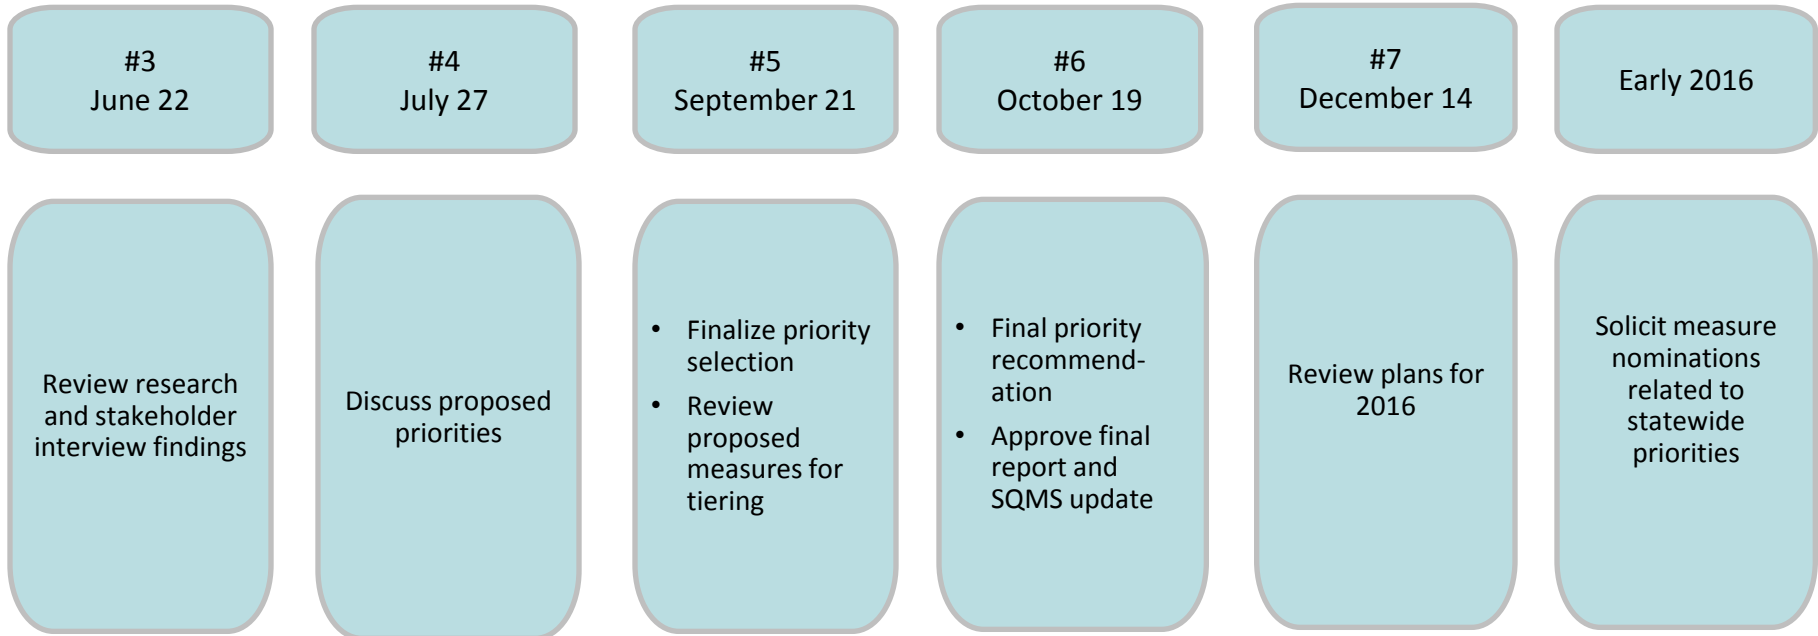 #3
June 22
#4
July 27
#5
September 21
#6
October 19
#7
December 14
Early 2016
Review research
and stakeholder
interview findings
Discuss proposed
priorities
• Finalize priority
selection
• Review
proposed
measures for
tiering
• Final priority
recommend-
ation
• Approve final
report and
SQMS update
Review plans for
2016
Solicit measure
nominations
related to
statewide
priorities